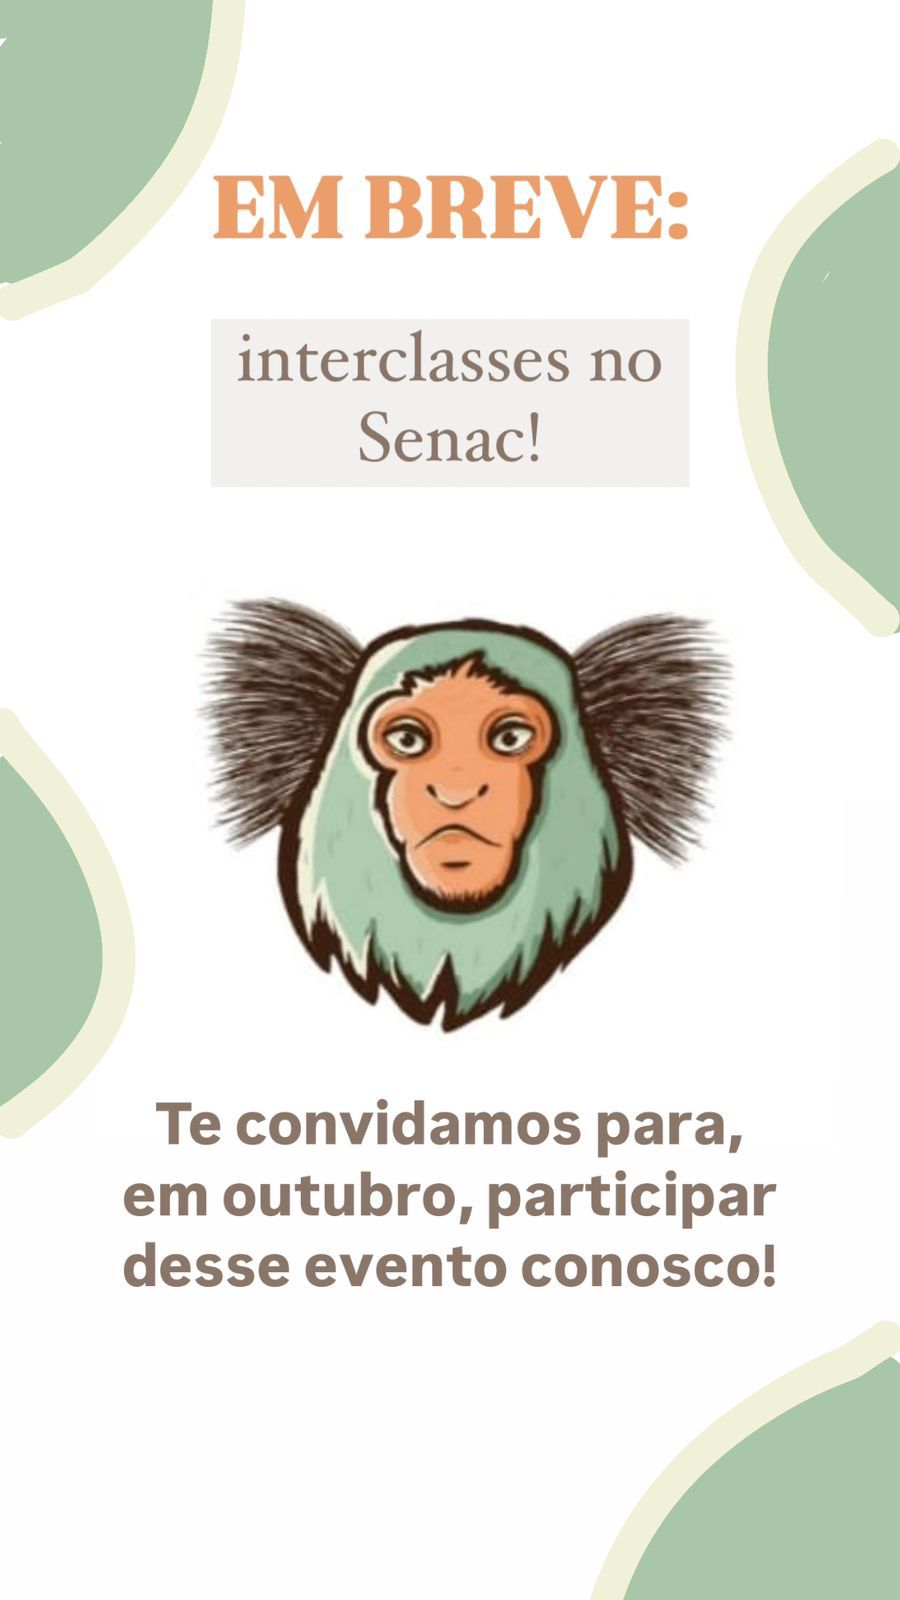 EM BREVE:
interclasses no
Senac!
Te convidamos para,
em outubro, participar
desse evento conosco!